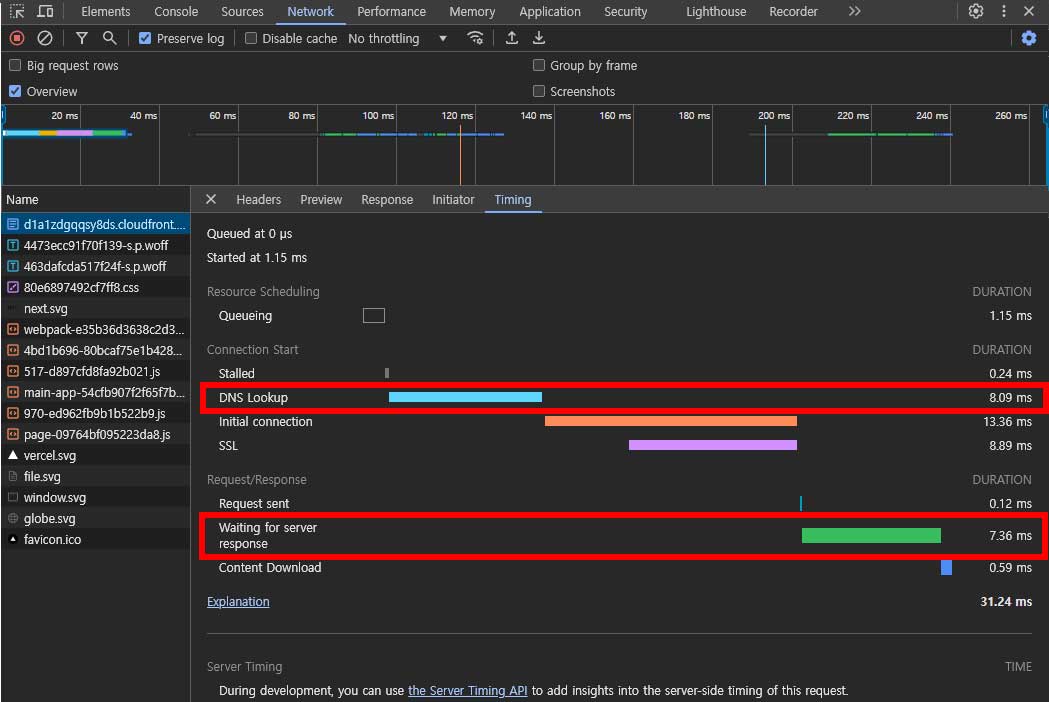 Elements Console Sources Network Performance Memory Application Security Lighthouse Recorder
Preserve log Disable cache No throttling
Big request rows Group by frame
Overview Screenshots
20 ms 40 ms 60 ms 80 ms 100 ms 120 ms 140 ms 160 ms 180 ms 200 ms 220 ms 240 ms 260 ms
Name
d1a1zdgqqsy8ds.cloudfront....
4473ecc91f70f139-s.p.woff
463dafcda517f24f-s.p.woff
80e6897492cf7ff8.css
next.svg
webpack-e35b36d3638c2d3...
4bd1b696-80bcaf75e1b428...
517-d897cfd8fa92b021.js
main-app-54cfb907f2f65f7b...
970-ed962fb9b1b522b9.js
page-09764bf095223da8.js
vercel.svg
file.svg
window.svg
globe.svg
favicon.ico
Headers Preview Response Initiator Timing
Queued at 0 μs
Started at 1.15 ms
Resource Scheduling DURATION
Queueing 1.15 ms
Connection Start DURATION
Stalled 0.24 ms
DNS Lookup 8.09 ms
Initial connection 13.36 ms
SSL 8.89 ms
Request/Response DURATION
Request sent 0.12 ms
Waiting for server
response 7.36 ms
Content Download 0.59 ms
Explanation 31.24 ms
Server Timing TIME
During development, you can use the Server Timing API to add insights into the server-side timing of this request.